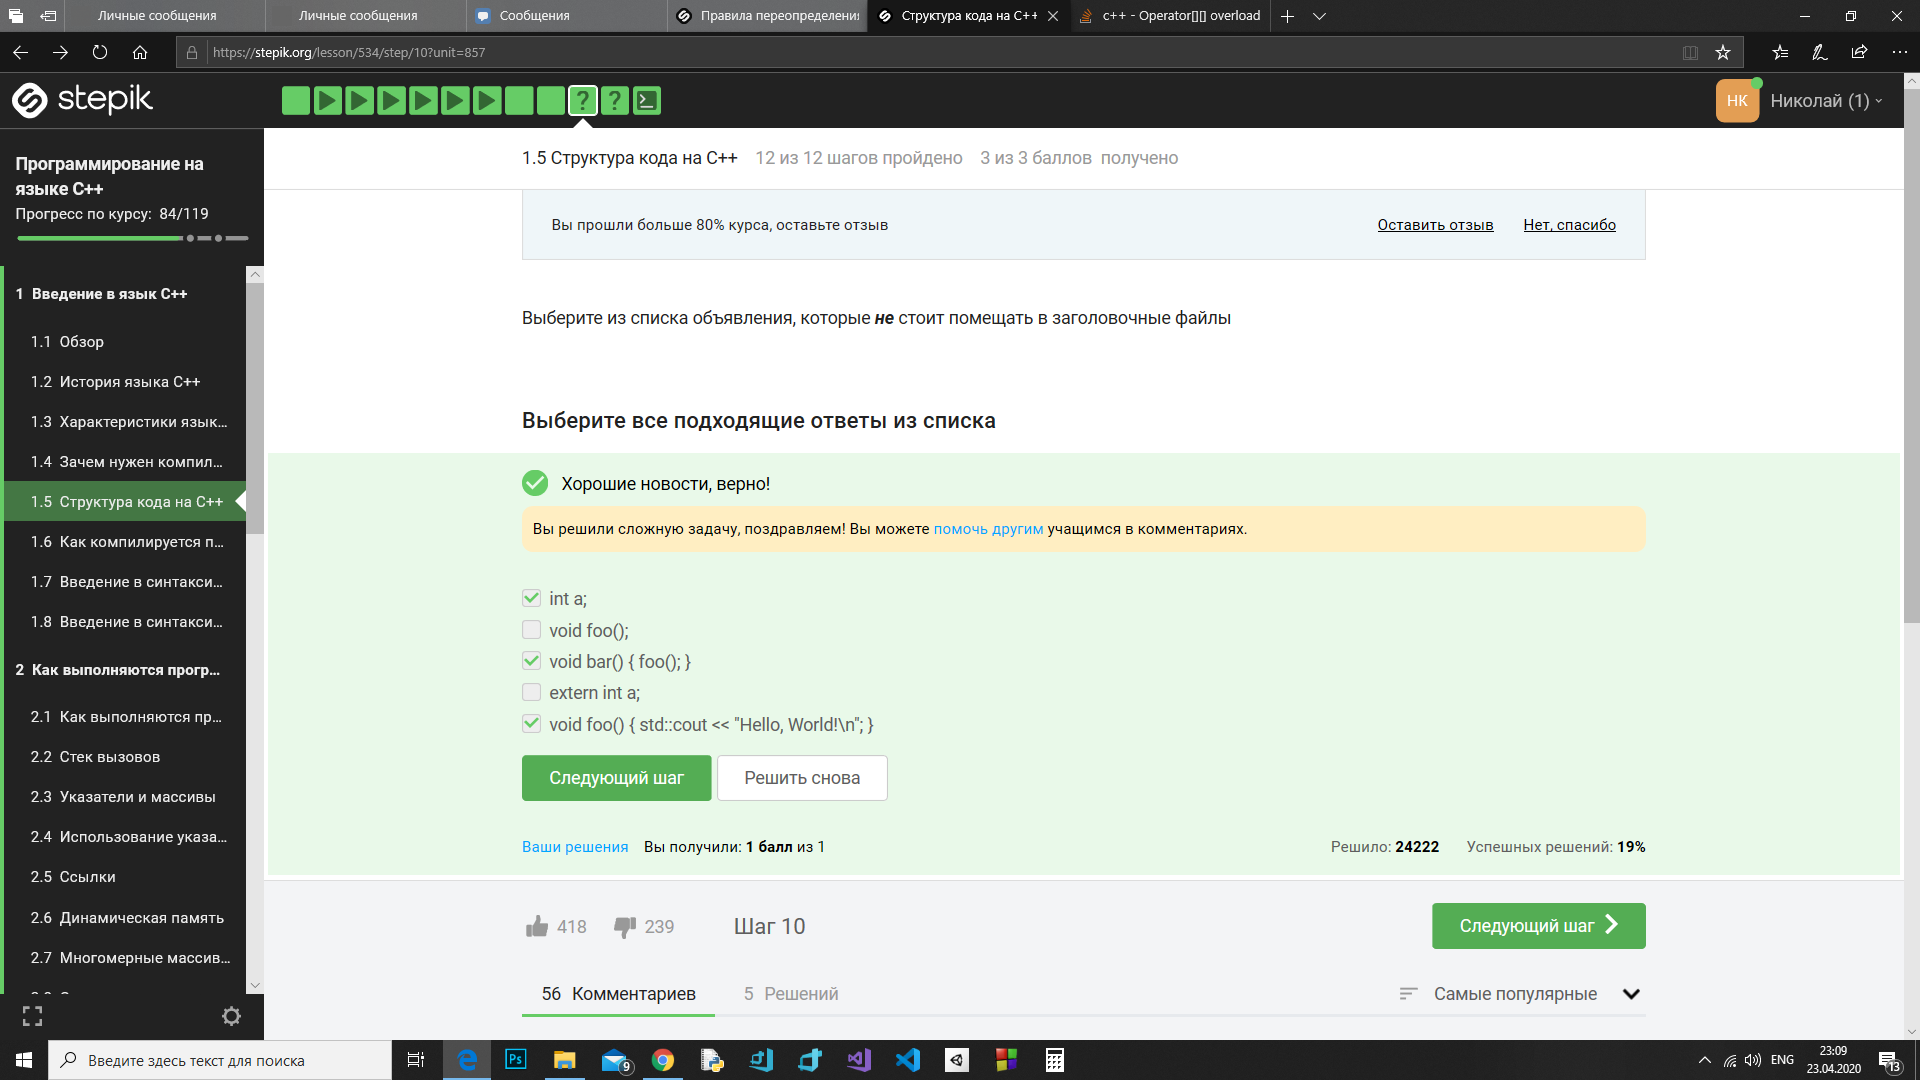 Личные сообщения
Личные сообщения
Сообщения
Правила переопределени
Структура кода на C++
c++ - Operator[][] overload
https://stepik.org/lesson/534/step/10?unit=857
stepik
? ?
НК
Николай (1)
Программирование на
языке C++
Прогресс по курсу: 84/119
1 Введение в язык C++
1.1 Обзор
1.2 История языка C++
1.3 Характеристики язык...
1.4 Зачем нужен компил...
1.5 Структура кода на C++
1.6 Как компилируется п...
1.7 Введение в синтакси...
1.8 Введение в синтакси...
2 Как выполняются прогр...
2.1 Как выполняются пр...
2.2 Стек вызовов
2.3 Указатели и массивы
2.4 Использование указа...
2.5 Ссылки
2.6 Динамическая память
2.7 Многомерные массив...
1.5 Структура кода на C++ 12 из 12 шагов пройдено 3 из 3 баллов получено
Вы прошли больше 80% курса, оставьте отзыв
Оставить отзыв
Нет, спасибо
Выберите из списка объявления, которые не стоит помещать в заголовочные файлы
Выберите все подходящие ответы из списка
Хорошие новости, верно!
Вы решили сложную задачу, поздравляем! Вы можете помочь другим учащимся в комментариях.
int a;
void foo();
void bar() { foo(); }
extern int a;
void foo() { std::cout << "Hello, World!\n"; }
Следующий шаг
Решить снова
Ваши решения Вы получили: 1 балл из 1
Решило: 24222 Успешных решений: 19%
418 239 Шаг 10
Следующий шаг
56 Комментариев
5 Решений
Самые популярные
Введите здесь текст для поиска
Ps
9
ENG
23:09
23.04.2020
13